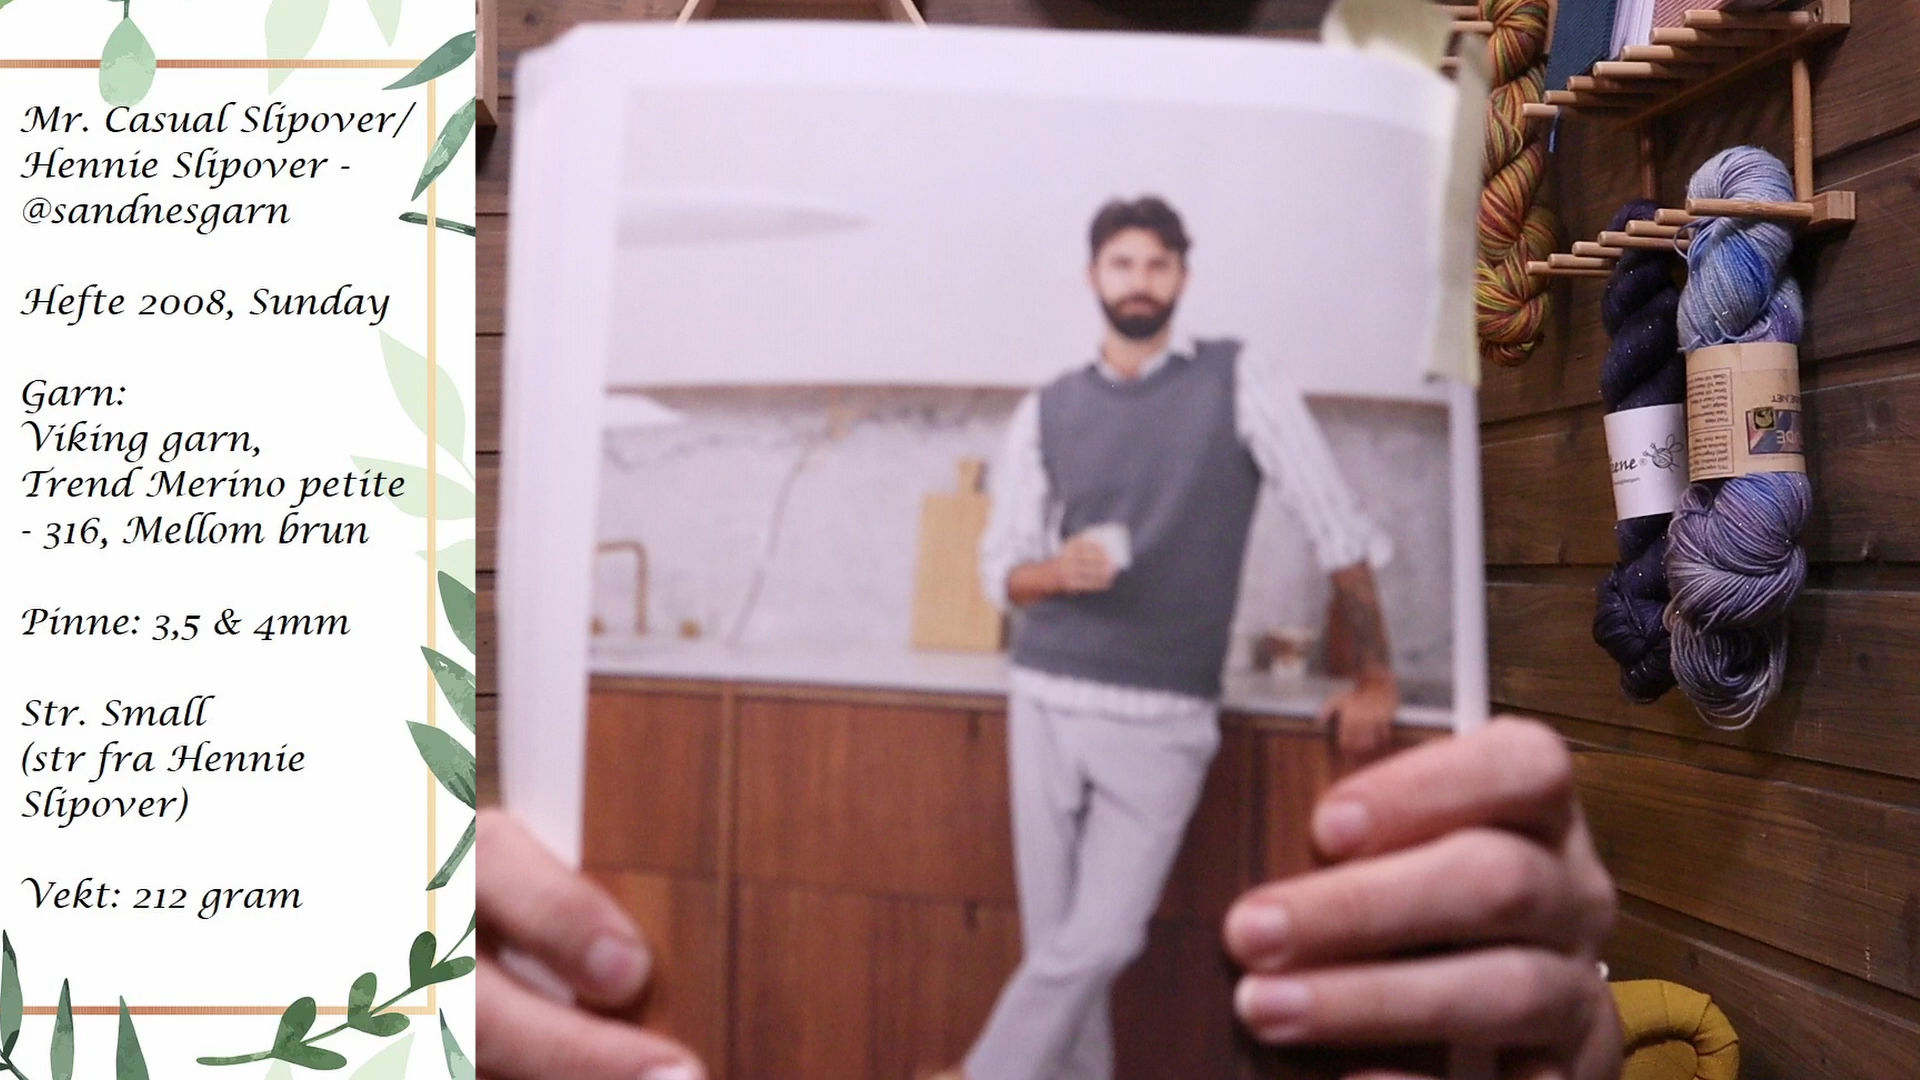 Mr. Casual Slipover/
Hennie Slipover -
@sandnesgarn
Hefte 2008, Sunday
Garn:
Viking garn,
Trend Merino petite
- 316, Mellom brun
Pinne: 3,5 & 4mm
Str. Small
(str fra Hennie
Slipover)
Vekt: 212 gram